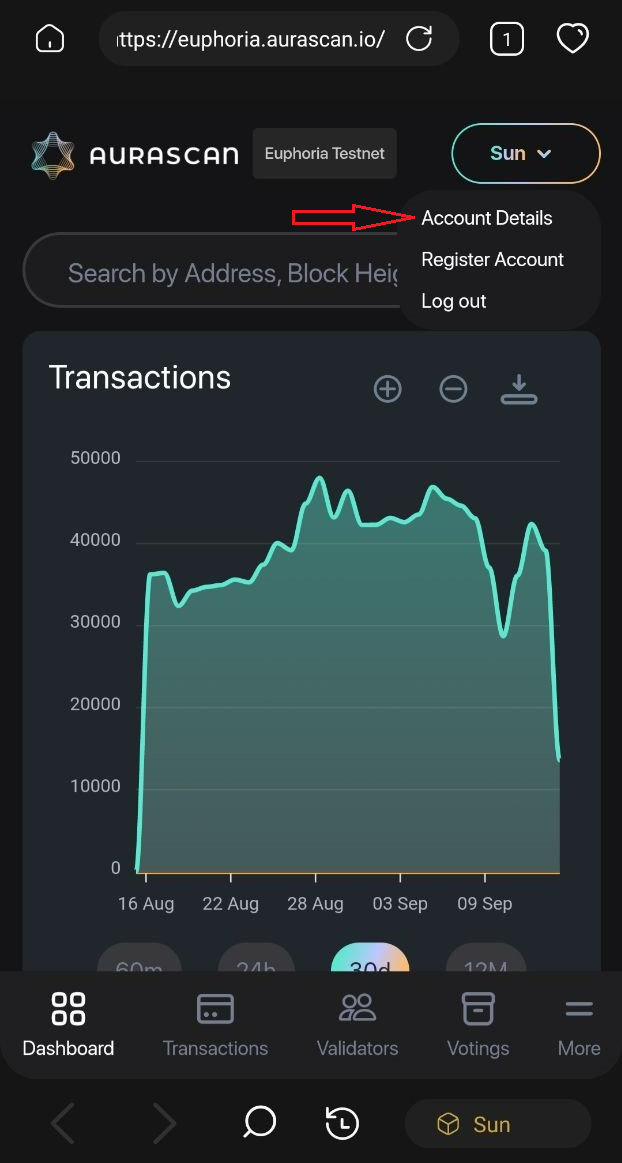 ttps://euphoria.aurascan.io/
1
AURASCAN
Euphoria Testnet
Sun
Account Details
Register Account
Log out
Search by Address, Block Heig
Transactions
50000
40000
30000
20000
10000
0
16 Aug 22 Aug 28 Aug 03 Sep 09 Sep
60m 24h 30d 12M
Dashboard Transactions Validators Votings More
Sun